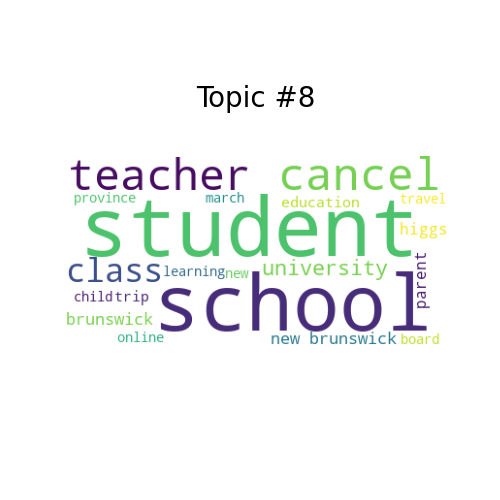 Topic #8
teacher cancel
province march education travel
student
higgs
class learning new university
parent
child trip school
brunswick
online new brunswick board